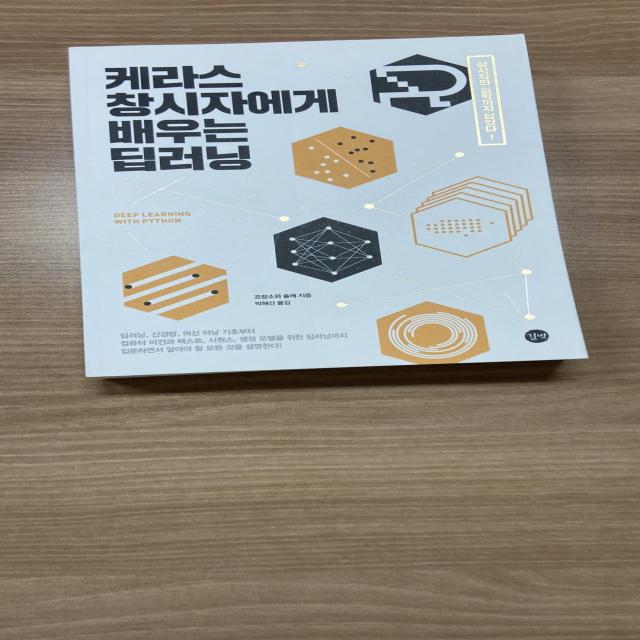 케라스
창시자에게
배우는
딥러닝
DEEP LEARNING
WITH PYTHON
프랑소와 숄레 지음
박해선 옮김
딥러닝, 신경망, 머신 러닝 기초부터
컴퓨터 비전과 텍스트, 시퀀스, 생성 모델을 위한 딥러닝까지
입문하면서 알아야 할 모든 것을 설명한다!
길벗